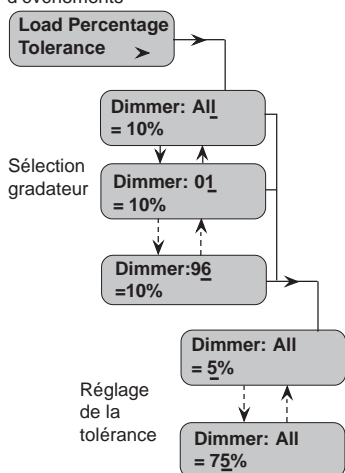 d'événements
Load Percentage
Tolerance
Dimmer: All
= 10%
Sélection
gradateur
Dimmer: 01
= 10%
Dimmer:96
=10%
Dimmer: All
= 5%
Réglage
de la
tolérance
Dimmer: All
= 75%